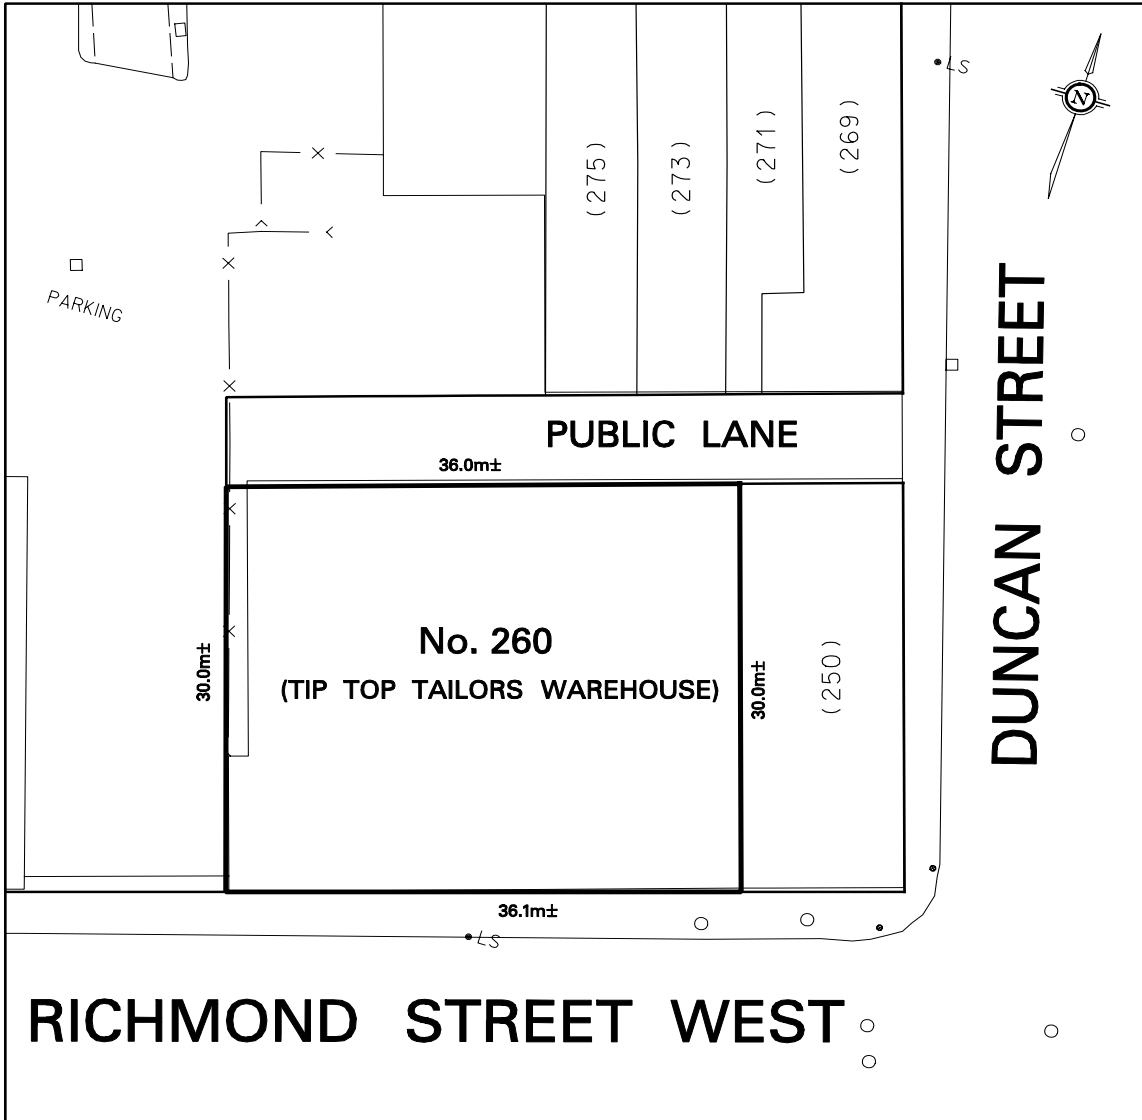 LS
N
(275)
(273)
(271)
(269)
PARKING
DUNCAN STREET
PUBLIC LANE
36.0m±
No. 260
(TIP TOP TAILORS WAREHOUSE)
30.0m±
30.0m±
(250)
36.1m±
LS
RICHMOND STREET WEST